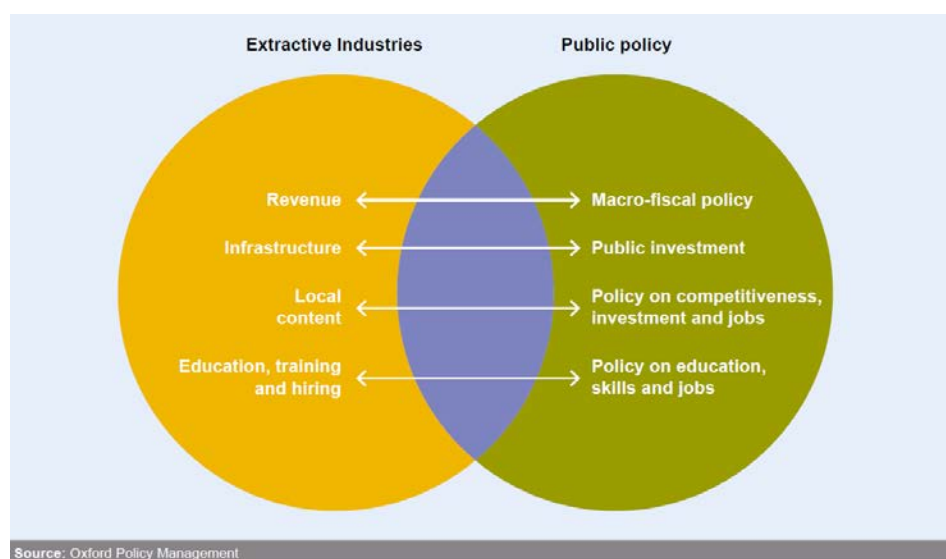 Extractive Industries Public policy
Revenue Macro-fiscal policy
Infrastructure Public investment
Local Policy on competitiveness,
content investment and jobs
Education, training Policy on education,
and hiring skills and jobs
Source: Oxford Policy Management